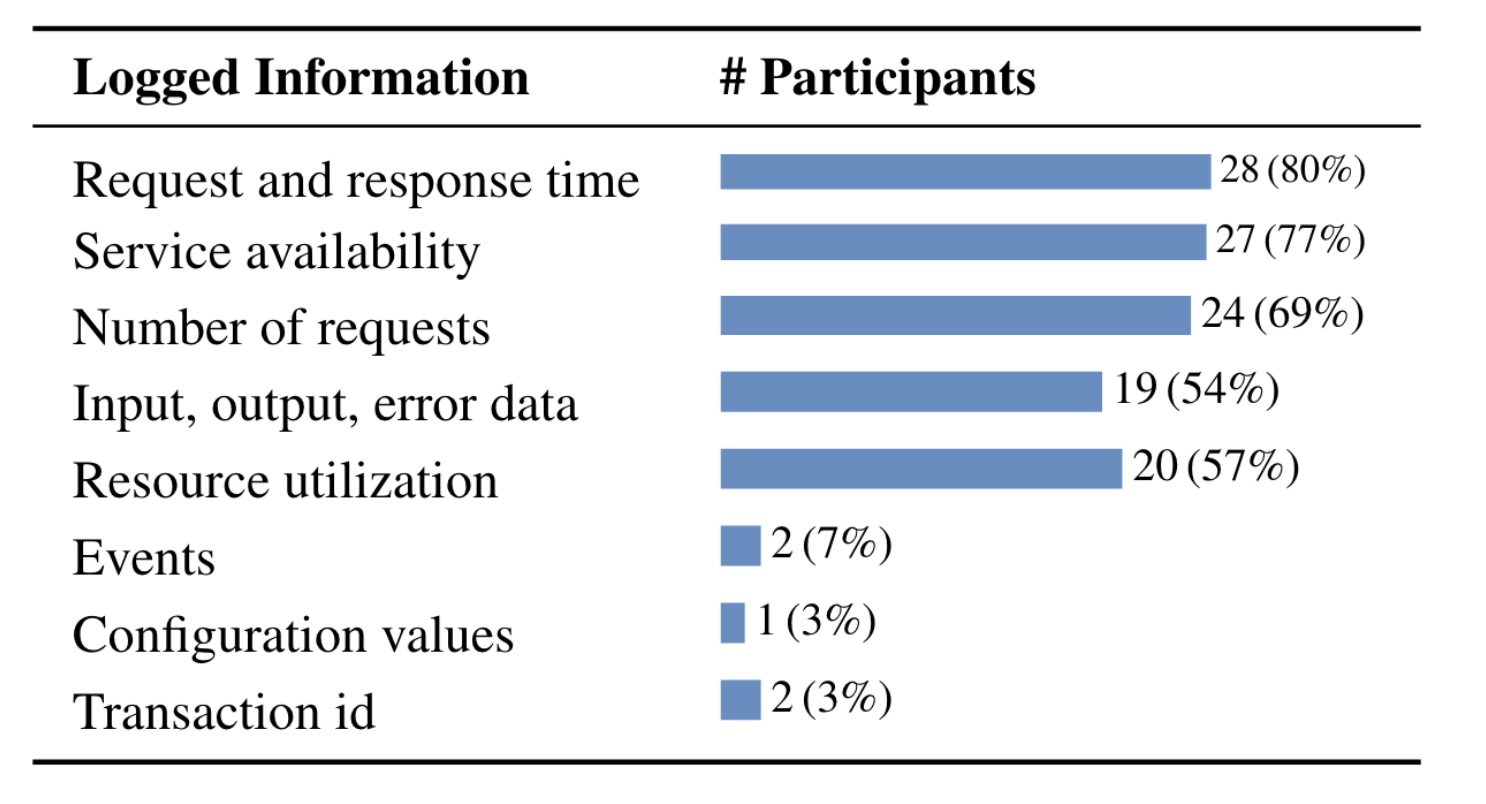 Logged Information # Participants
Request and response time 28 (80%)
Service availability 27 (77%)
Number of requests 24 (69%)
Input, output, error data 19 (54%)
Resource utilization 20 (57%)
Events 2 (7%)
Configuration values 1 (3%)
Transaction id 2 (3%)